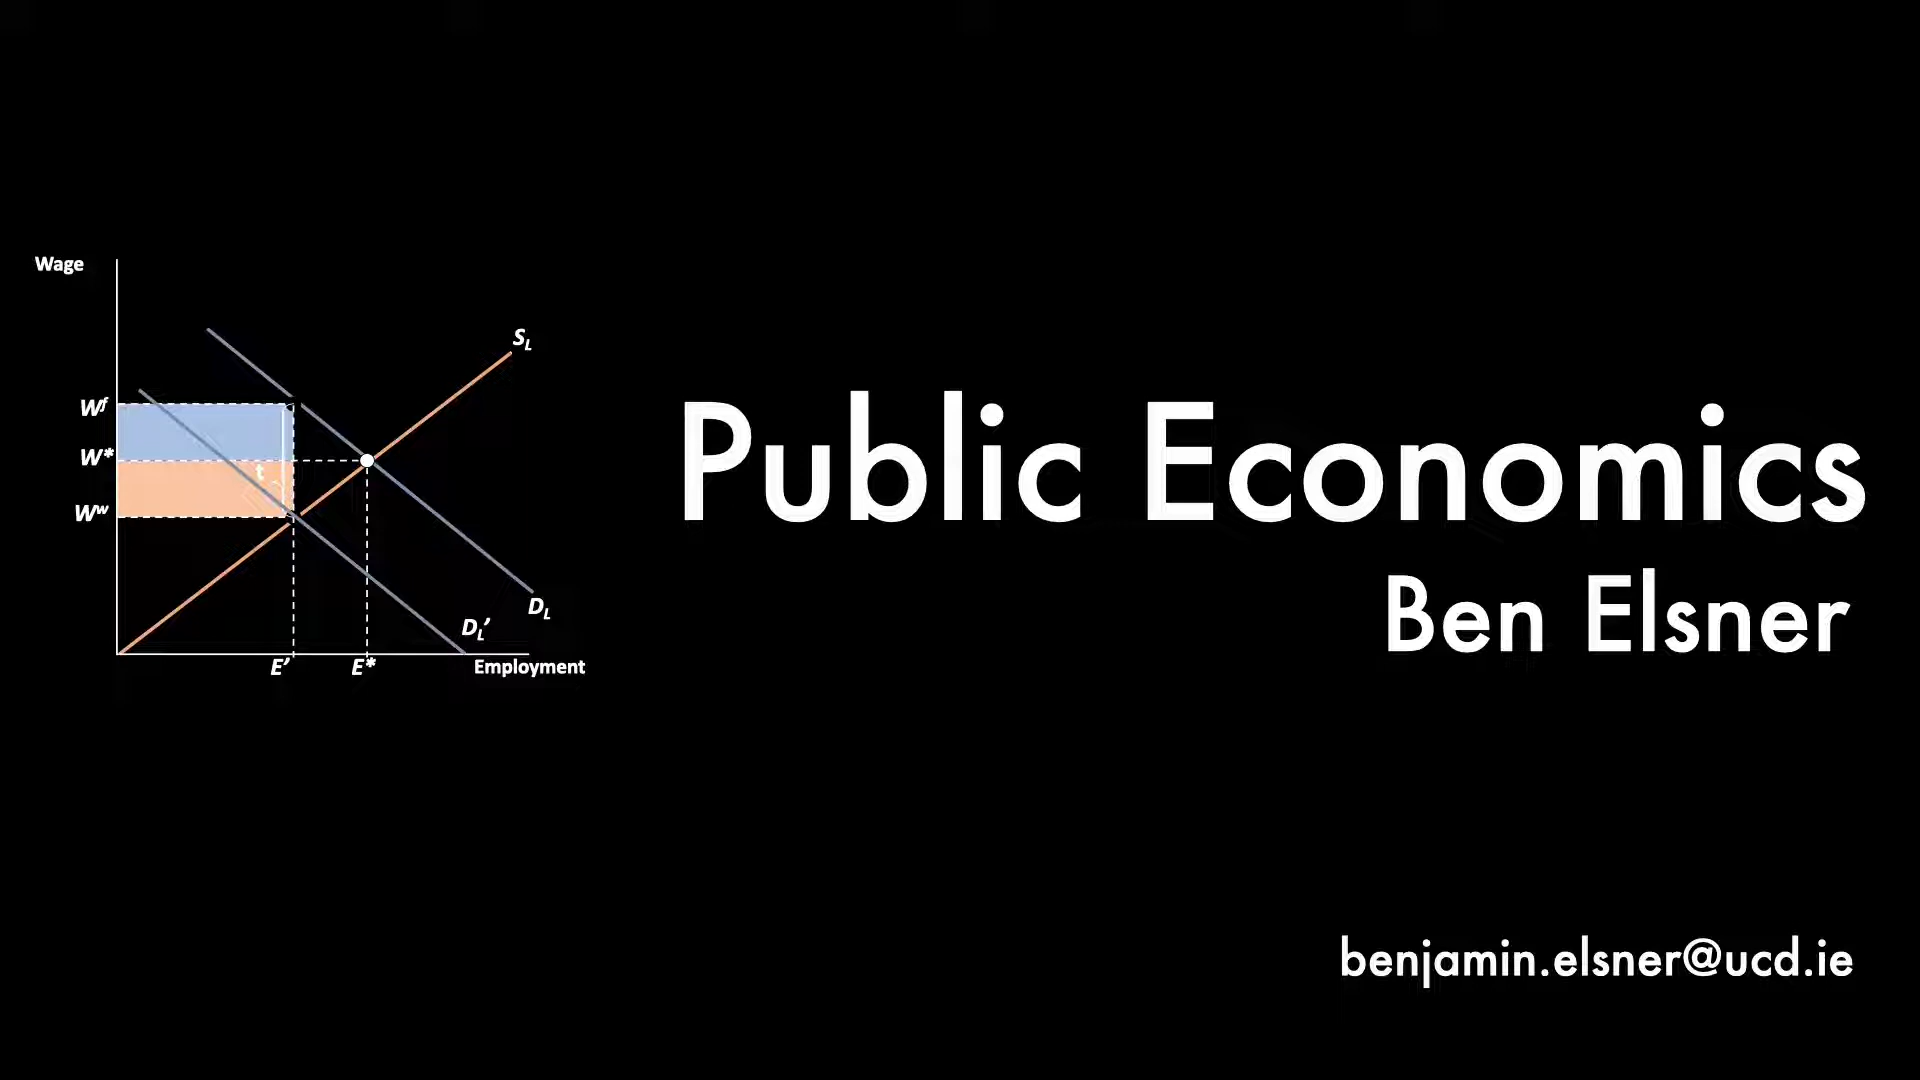 Wage
S_L
W^f
W*
t
W^w
D_L
D_L'
E' E*
Employment
Public Economics
Ben Elsner
benjamin.elsner@ucd.ie